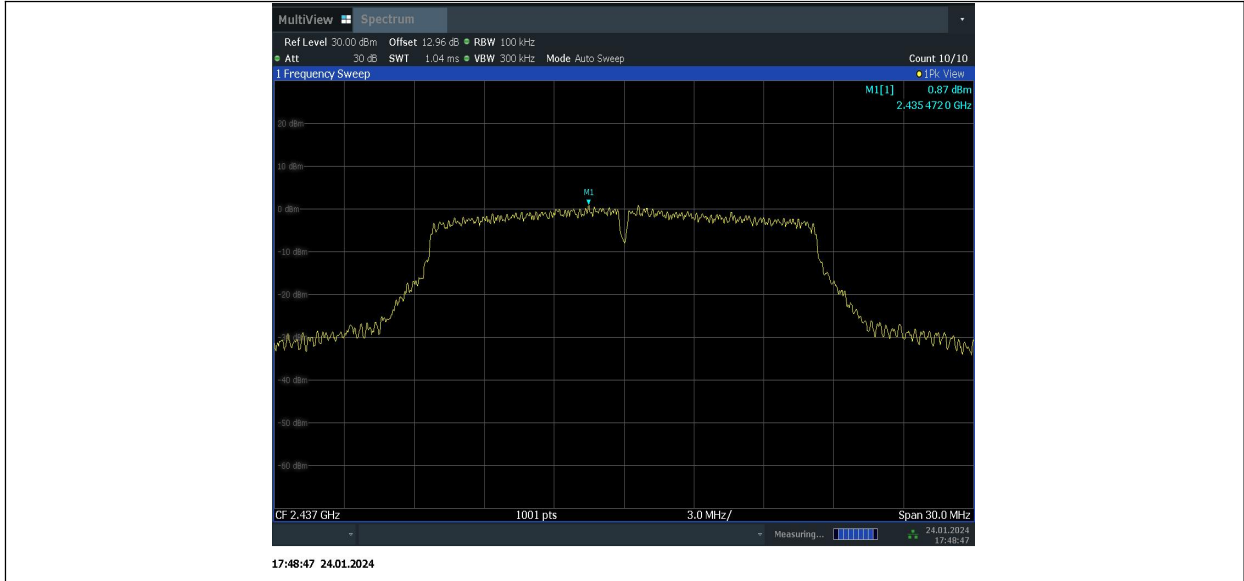 MultiView Spectrum
Ref Level 30.00 dBm Offset 12.96 dB RBW 100 kHz
Att 30 dB SWT 1.04 ms VBW 300 kHz Mode Auto Sweep Count 10/10
1 Frequency Sweep 1Pk View
M1[1] 0.87 dBm
2.435 472 0 GHz
20 dBm
10 dBm
M1
0 dBm
-10 dBm
-20 dBm
-30 dBm
-40 dBm
-50 dBm
-60 dBm
CF 2.437 GHz 1001 pts 3.0 MHz/ Span 30.0 MHz
Measuring... 24.01.2024
17:48:47
17:48:47 24.01.2024